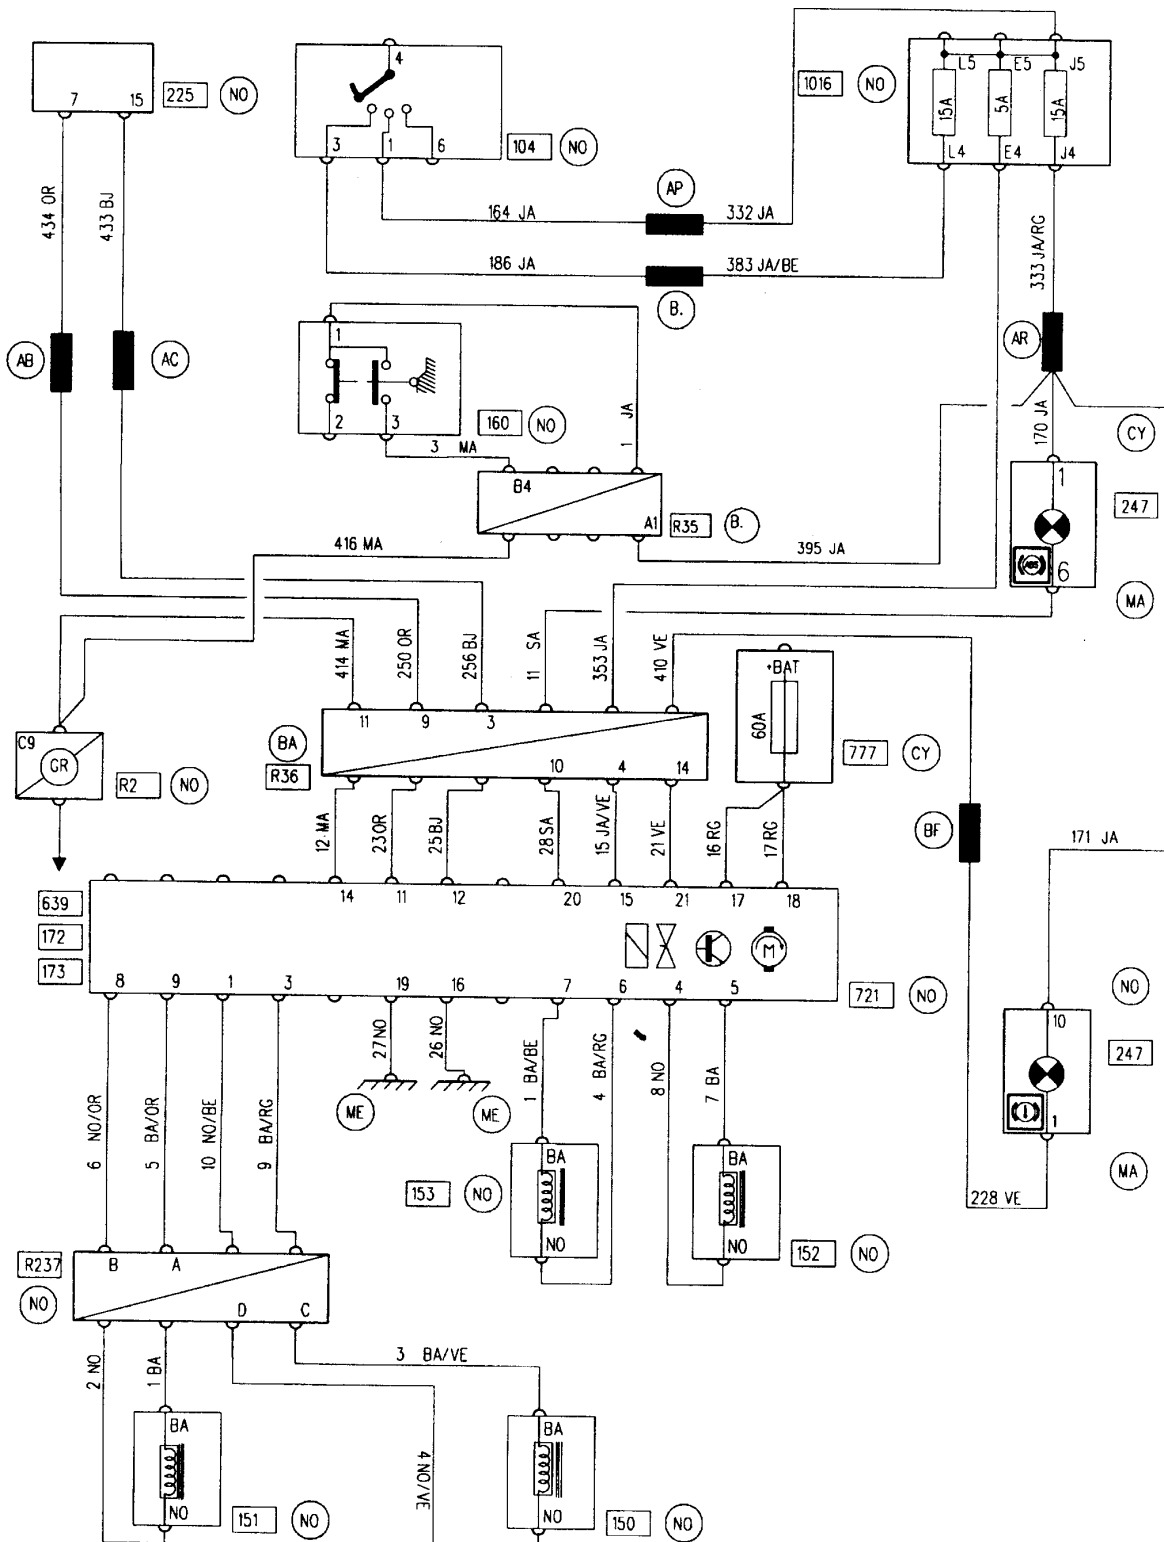 4
L5 E5 J5
225 NO
1016 NO
7 15
15A 5A 15A
3 1 6
104 NO
L4 E4 J4
434 OR
433 BJ
AP
164 JA
332 JA
186 JA
383 JA/BE
333 JA/RG
B.
AB
AC
AR
1
2 3
160 NO
1 JA
170 JA
CY
3 MA
B4
A1
R35 B.
1
247
416 MA
395 JA
ABS
6
MA
414 MA
250 OR
256 BJ
11 SA
353 JA
410 VE
+BAT
60A
777 CY
11 9 3
BA
R36
10 4 14
C9
GR
R2 NO
12 MA
23 OR
25 BJ
28 SA
15 JA/VE
21 VE
16 RG
17 RG
BF
171 JA
639
172
173
14 11 12 20 15 21 17 18
M
8 9 1 3 19 16 7 6 4 5
721 NO
NO
10
247
1
MA
27 NO
26 NO
ME
ME
1 BA/BE
4 BA/RG
8 NO
7 BA
6 NO/OR
5 BA/OR
10 NO/BE
9 BA/RG
BA
NO
153 NO
BA
NO
152 NO
228 VE
R237
NO
B A
D C
2 NO
1 BA
3 BA/VE
4 NO/VE
BA
NO
151 NO
BA
NO
150 NO